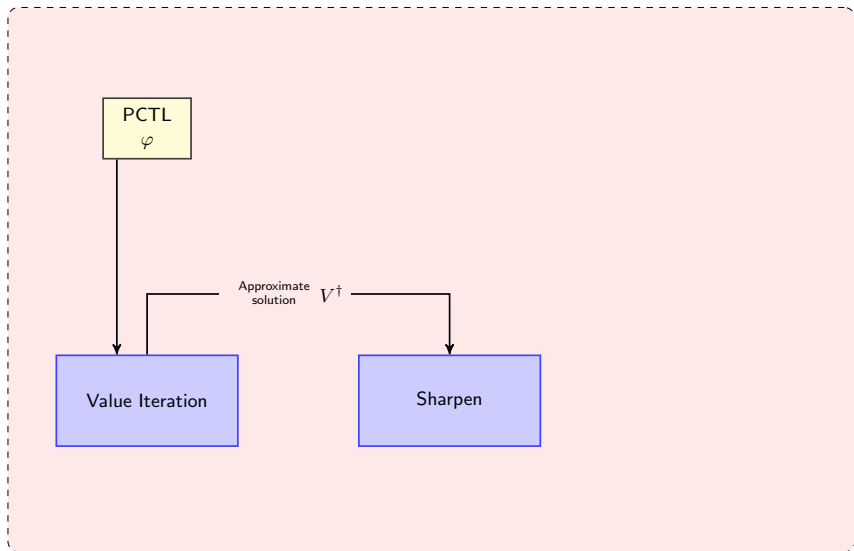 PCTL
φ
Approximate
solution V†
Value Iteration
Sharpen